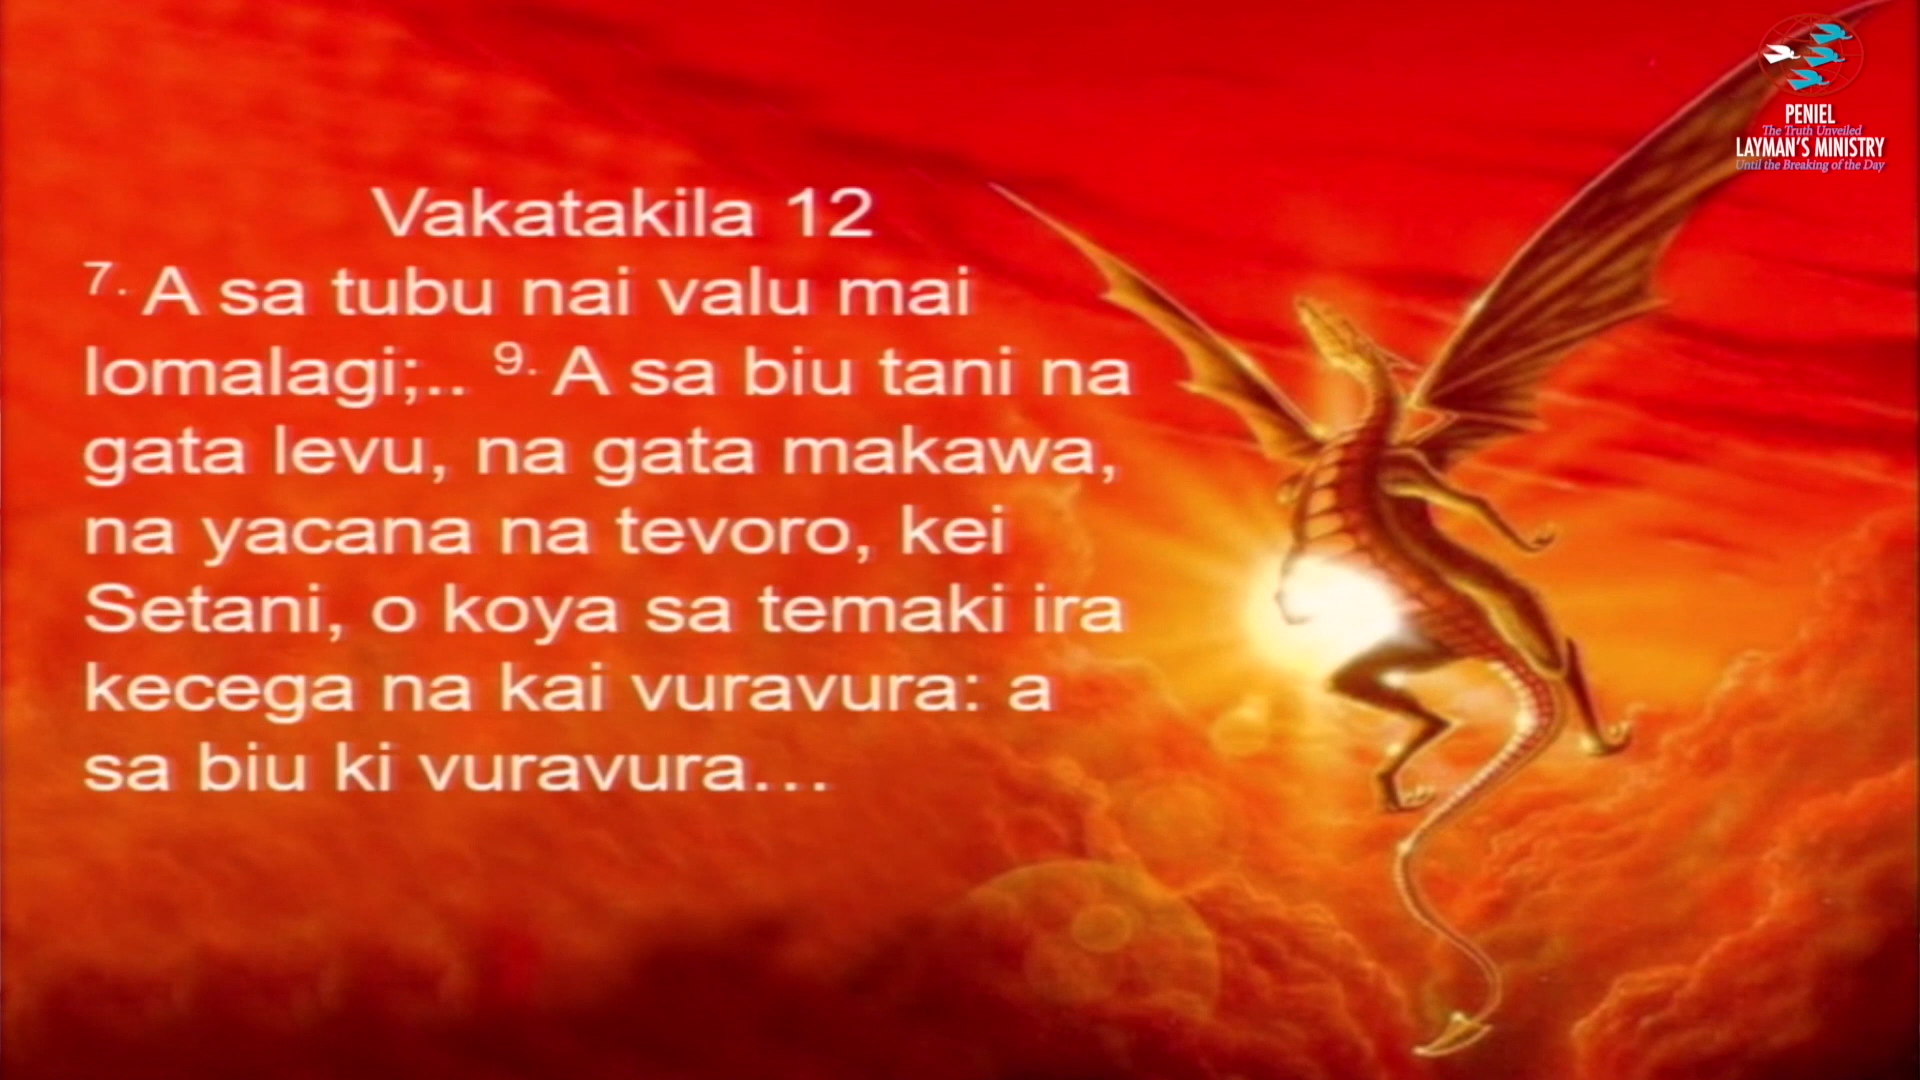 PENIEL
The Truth Unveiled
LAYMAN'S MINISTRY
Until the Breaking of the Day
Vakatakila 12
7. A sa tubu nai valu mai
lomalagi;.. 9. A sa biu tani na
gata levu, na gata makawa,
na yacana na tevoro, kei
Setani, o koya sa temaki ira
kecega na kai vuravura: a
sa biu ki vuravura...